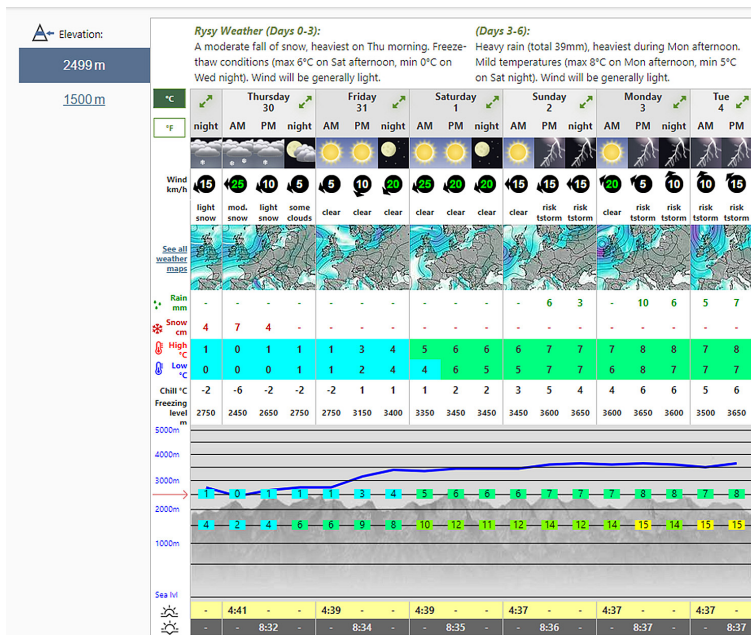 Elevation:
2499 m
1500 m
Rysy Weather (Days 0-3):
A moderate fall of snow, heaviest on Thu morning. Freeze-
thaw conditions (max 6°C on Sat afternoon, min 0°C on
Wed night). Wind will be generally light.
(Days 3-6):
Heavy rain (total 39mm), heaviest during Mon afternoon.
Mild temperatures (max 8°C on Mon afternoon, min 5°C
on Sat night). Wind will be generally light.
°C
°F
Thursday Friday Saturday Sunday Monday Tue
30 31 1 2 3 4
night AM PM night AM PM night AM PM night AM PM night AM PM night AM PM
Wind
km/h
15 25 10 5 5 10 20 25 20 20 15 15 15 20 5 10 10 15
light mod. light some clear clear clear clear clear clear clear risk risk clear risk risk risk risk
snow snow snow clouds tstorm tstorm tstorm tstorm tstorm tstorm
See all
weather
maps
Rain
mm
- - - - - - - - - - - 6 3 - 10 6 5 7
Snow
cm
4 7 4 - - - - - - - - - - - - - - -
High
°C
1 0 1 1 1 3 4 5 6 6 6 7 7 7 8 8 7 8
Low
°C
0 0 0 1 1 2 4 4 6 5 5 7 7 6 8 7 7 7
Chill °C
-2 -6 -2 -2 -2 1 1 1 2 2 3 5 4 4 6 6 5 6
Freezing
level
m
2750 2450 2650 2750 2750 3150 3400 3350 3450 3450 3450 3600 3650 3600 3650 3600 3500 3650
5000m
4000m
3000m
1 0 1 1 1 3 4 5 6 6 6 7 7 7 8 8 7 8
2000m
4 2 4 6 6 9 8 10 12 11 12 14 12 14 15 14 15 15
1000m
Sea lvl
- 4:41 - - 4:39 - - 4:39 - - 4:37 - - 4:37 - - 4:37 -
- - 8:32 - - 8:34 - - 8:35 - - 8:36 - - 8:37 - - 8:37